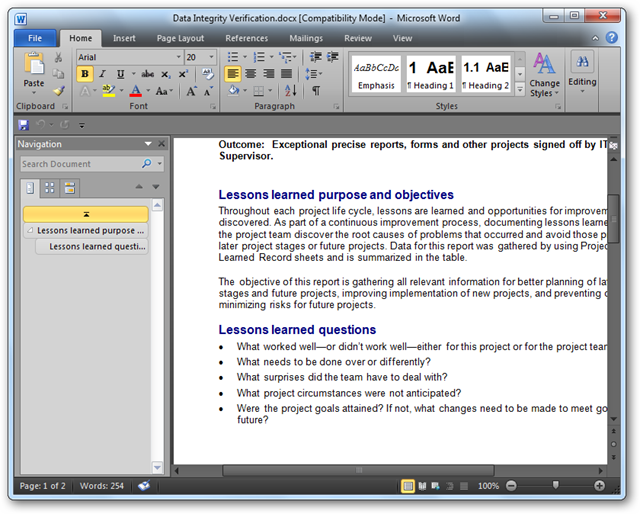 Data Integrity Verification.docx [Compatibility Mode] - Microsoft Word
File Home Insert Page Layout References Mailings Review View
Arial 20
Paste
B I U abc X₂ X²
A ab A Aa A A
AaBbCcDc 1 AaB 1.1 AaE
Emphasis ¶ Heading 1 ¶ Heading 2
Change Styles
Editing
Clipboard Font Paragraph Styles
Navigation
Search Document
Lessons learned purpose ...
Lessons learned questi...
Outcome: Exceptional precise reports, forms and other projects signed off by IT
Supervisor.
Lessons learned purpose and objectives
Throughout each project life cycle, lessons are learned and opportunities for improvem
discovered. As part of a continuous improvement process, documenting lessons learne
the project team discover the root causes of problems that occurred and avoid those p
later project stages or future projects. Data for this report was gathered by using Projec
Learned Record sheets and is summarized in the table.
The objective of this report is gathering all relevant information for better planning of la
stages and future projects, improving implementation of new projects, and preventing o
minimizing risks for future projects.
Lessons learned questions
• What worked well—or didn't work well—either for this project or for the project team
• What needs to be done over or differently?
• What surprises did the team have to deal with?
• What project circumstances were not anticipated?
• Were the project goals attained? If not, what changes need to be made to meet go
future?
Page: 1 of 2 Words: 254 100%